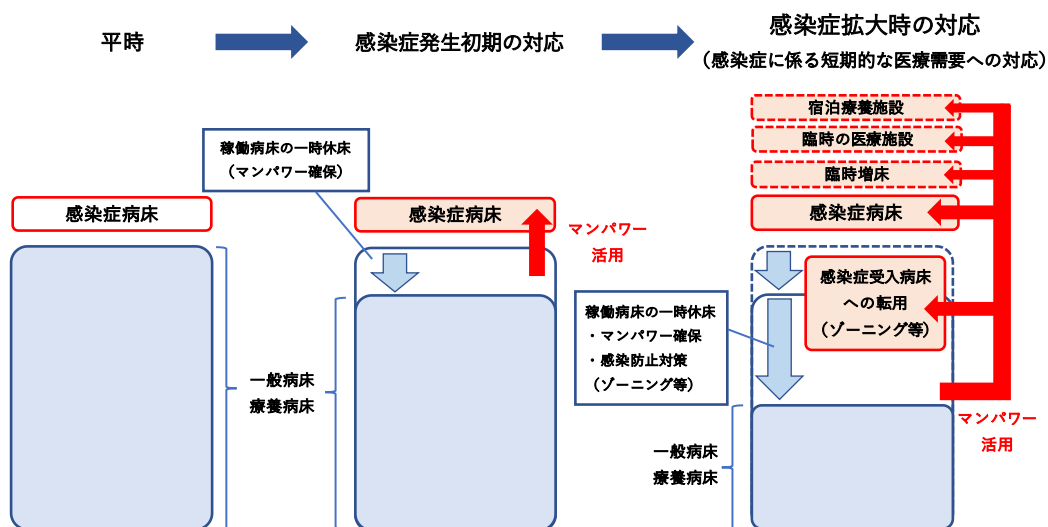 平時
感染症発生初期の対応
感染症拡大時の対応
（感染症に係る短期的な医療需要への対応）
感染症病床
一般病床
療養病床
稼働病床の一時休床
（マンパワー確保）
感染症病床
マンパワー
活用
宿泊療養施設
臨時の医療施設
臨時増床
感染症病床
感染症受入病床
への転用
（ゾーニング等）
稼働病床の一時休床
・マンパワー確保
・感染防止対策
（ゾーニング等）
マンパワー
活用
一般病床
療養病床